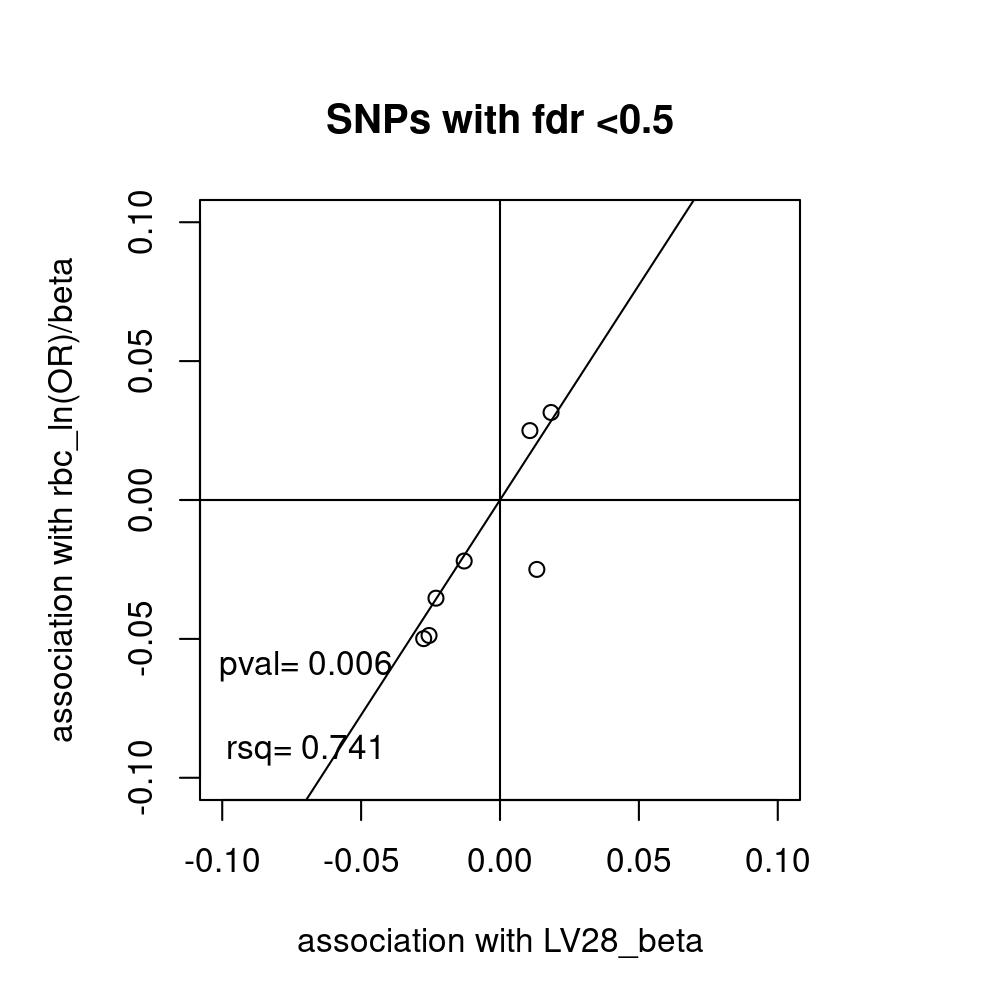 SNPs with fdr <0.5
association with rbc_ln(OR)/beta
0.10
0.05
0.00
-0.05
-0.10
pval= 0.006
rsq= 0.741
-0.10 -0.05 0.00 0.05 0.10
association with LV28_beta